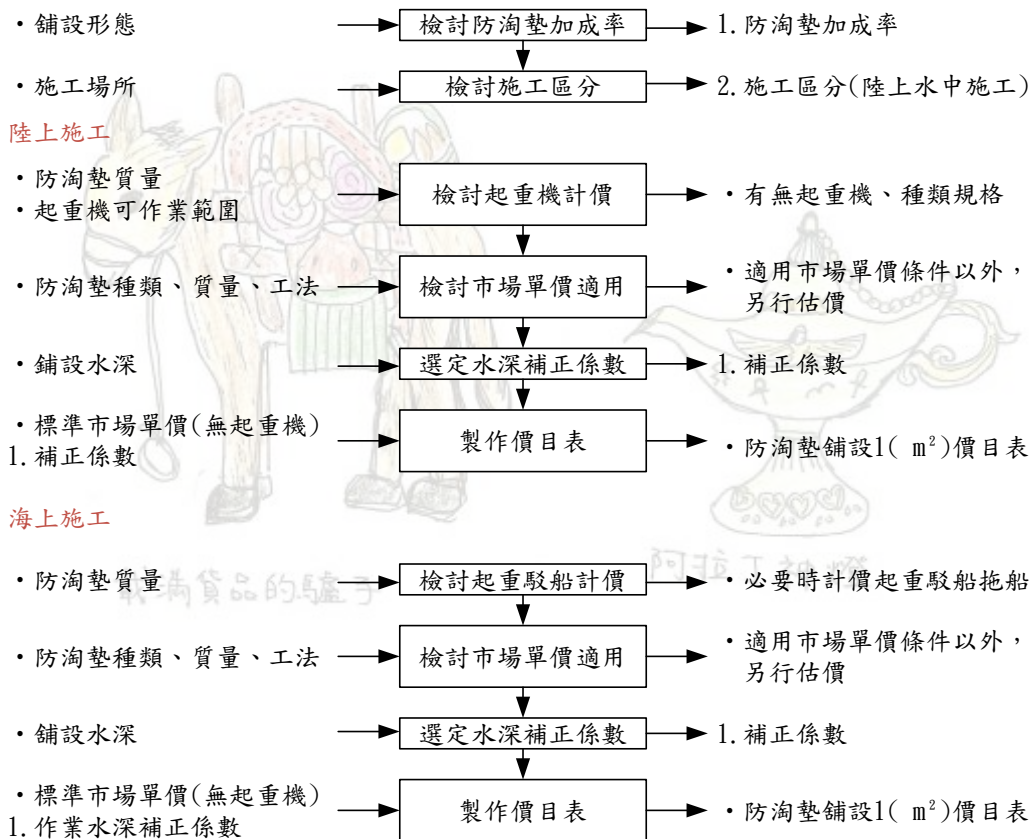 ・舖設形態 檢討防淘墊加成率 1.防淘墊加成率
・施工場所 檢討施工區分 2.施工區分(陸上水中施工)
陸上施工
・防淘墊質量
・起重機可作業範圍
檢討起重機計價
・有無起重機、種類規格
・防淘墊種類、質量、工法
檢討市場單價適用
・適用市場單價條件以外，
另行估價
・鋪設水深 選定水深補正係數 1.補正係數
・標準市場單價(無起重機)
1.補正係數
製作價目表
・防淘墊舖設1( m²)價目表
海上施工
・防淘墊質量 檢討起重駁船計價 ・必要時計價起重駁船拖船
載滿貨品的驢子
阿拉丁神燈
・防淘墊種類、質量、工法
檢討市場單價適用
・適用市場單價條件以外，
另行估價
・舖設水深 選定水深補正係數 1.補正係數
・標準市場單價(無起重機)
1.作業水深補正係數
製作價目表
・防淘墊舖設1( m²)價目表